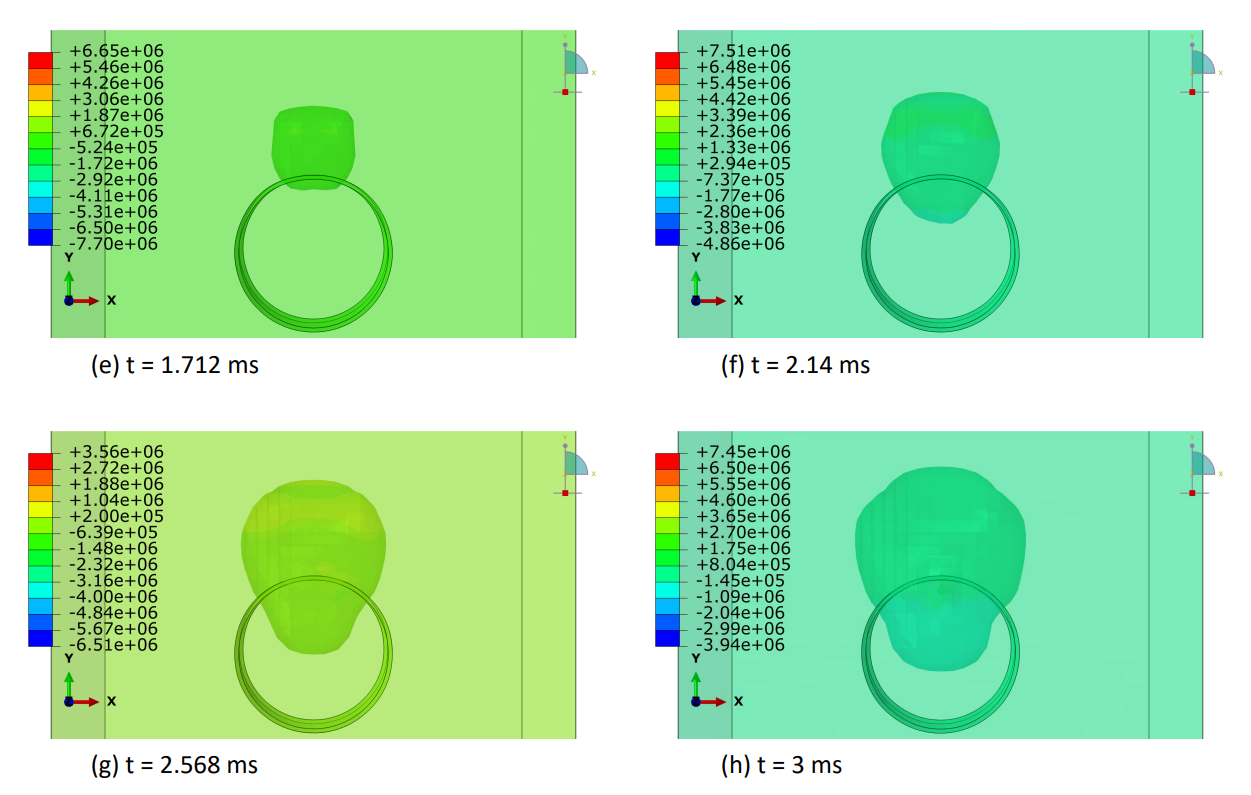 +6.65e+06
+5.46e+06
+4.26e+06
+3.06e+06
+1.87e+06
+6.72e+05
-5.24e+05
-1.72e+06
-2.92e+06
-4.11e+06
-5.31e+06
-6.50e+06
-7.70e+06
Y
X
Y
X
(e) t = 1.712 ms
+7.51e+06
+6.48e+06
+5.45e+06
+4.42e+06
+3.39e+06
+2.36e+06
+1.33e+06
+2.94e+05
-7.37e+05
-1.77e+06
-2.80e+06
-3.83e+06
-4.86e+06
Y
X
Y
X
(f) t = 2.14 ms
+3.56e+06
+2.72e+06
+1.88e+06
+1.04e+06
+2.00e+05
-6.39e+05
-1.48e+06
-2.32e+06
-3.16e+06
-4.00e+06
-4.84e+06
-5.67e+06
-6.51e+06
Y
X
Y
X
(g) t = 2.568 ms
+7.45e+06
+6.50e+06
+5.55e+06
+4.60e+06
+3.65e+06
+2.70e+06
+1.75e+06
+8.04e+05
-1.45e+05
-1.09e+06
-2.04e+06
-2.99e+06
-3.94e+06
Y
X
Y
X
(h) t = 3 ms